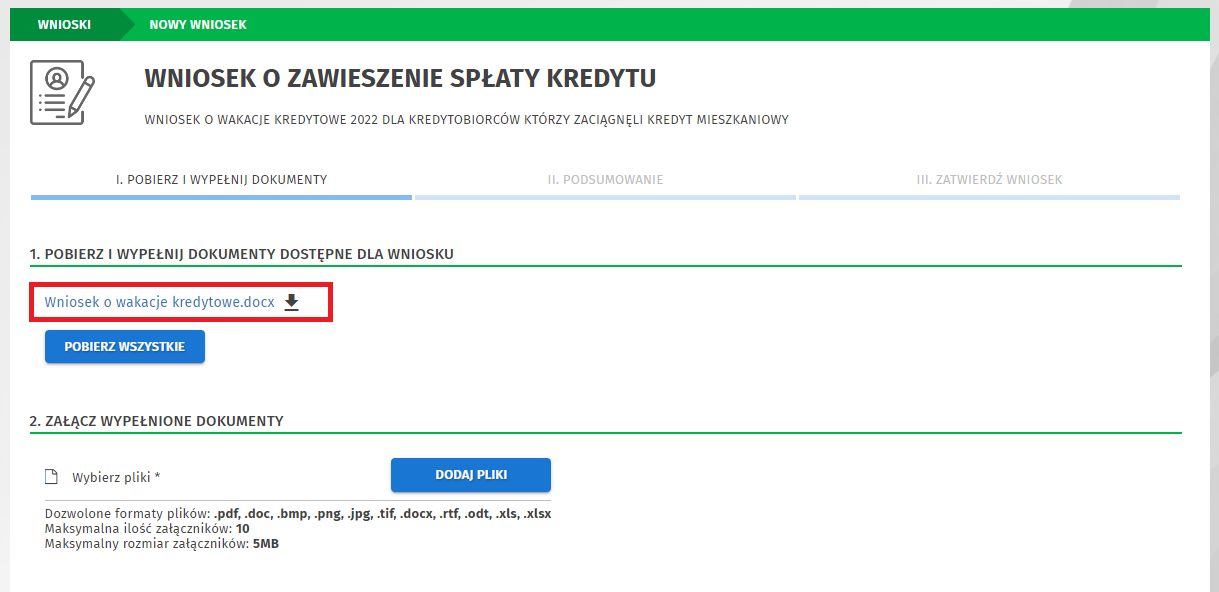 WNIOSKI
NOWY WNIOSEK
WNIOSEK O ZAWIESZENIE SPŁATY KREDYTU
WNIOSEK O WAKACJE KREDYTOWE 2022 DLA KREDYTOBIORCÓW KTÓRZY ZACIĄGNĘLI KREDYT MIESZKANIOWY
I. POBIERZ I WYPEŁNIJ DOKUMENTY
II. PODSUMOWANIE
III. ZATWIERDŹ WNIOSEK
1. POBIERZ I WYPEŁNIJ DOKUMENTY DOSTĘPNE DLA WNIOSKU
Wniosek o wakacje kredytowe.docx
POBIERZ WSZYSTKIE
2. ZAŁĄCZ WYPEŁNIONE DOKUMENTY
Wybierz pliki *
DODAJ PLIKI
Dozwolone formaty plików: .pdf, .doc, .bmp, .png, .jpg, .tif, .docx, .rtf, .odt, .xls, .xlsx
Maksymalna ilość załączników: 10
Maksymalny rozmiar załączników: 5MB